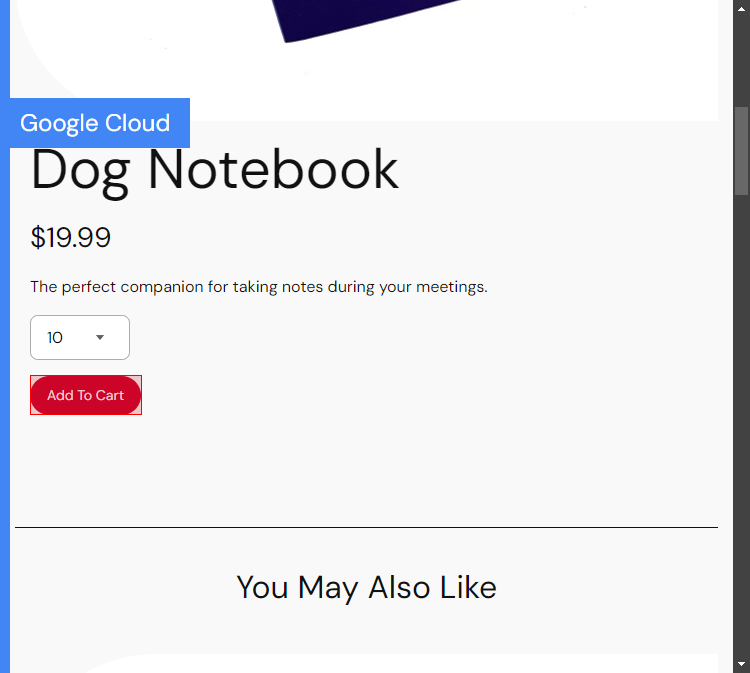 Google Cloud
Dog Notebook
$19.99
The perfect companion for taking notes during your meetings.
10
Add To Cart
You May Also Like